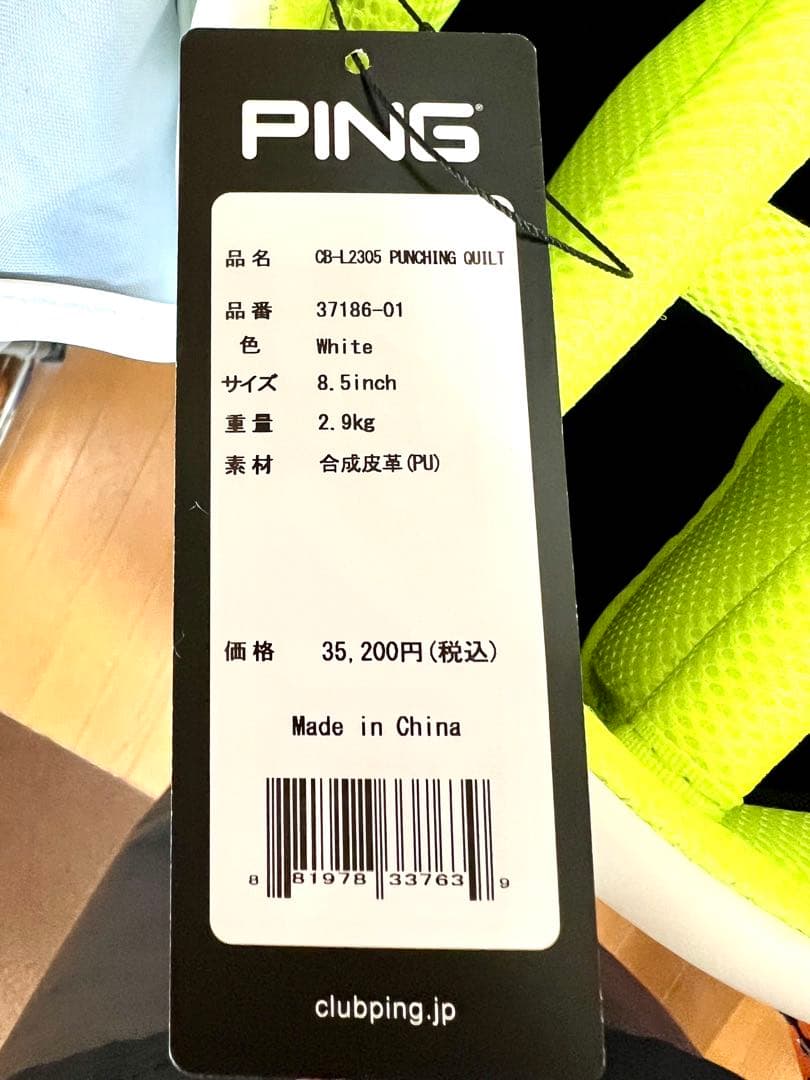 PING®
品名 CB-L2305 PUNCHING QUILT
品番 37186-01
色 White
サイズ 8.5inch
重量 2.9kg
素材 合成皮革(PU)
価格 35,200円(税込)
Made in China
8 81978 33763 9
clubping.jp